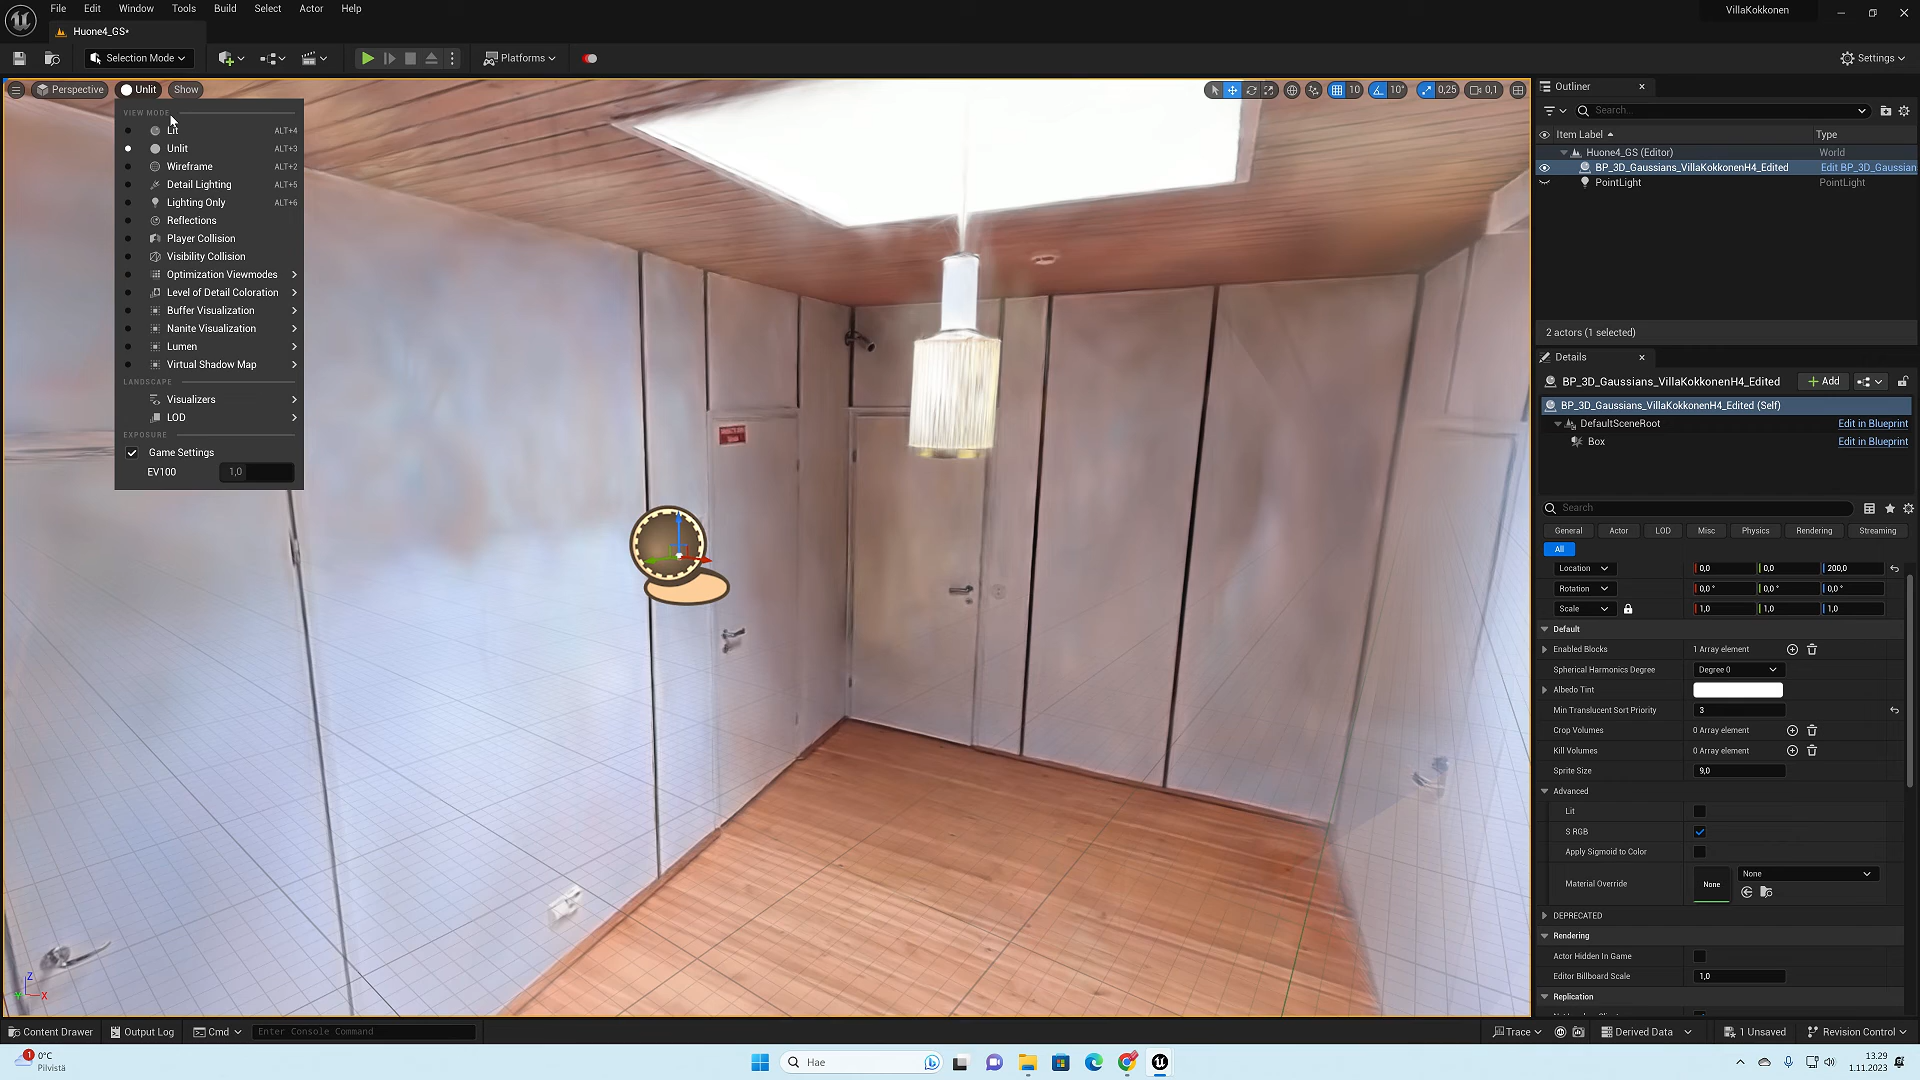 File Edit Window Tools Build Select Actor Help
VillaKokkonen
Huone4_GS*
Selection Mode
Platforms
Settings
Perspective Unlit Show
10 10° 0,25 0,1
VIEW MODE
Lit ALT+4
Unlit ALT+3
Wireframe ALT+2
Detail Lighting ALT+5
Lighting Only ALT+6
Reflections
Player Collision
Visibility Collision
Optimization Viewmodes
Level of Detail Coloration
Buffer Visualization
Nanite Visualization
Lumen
Virtual Shadow Map
LANDSCAPE
Visualizers
LOD
EXPOSURE
Game Settings
EV100 1,0
Z
X
Outliner
Search...
Item Label Type
Huone4_GS (Editor) World
BP_3D_Gaussians_VillaKokkonenH4_Edited Edit BP_3D_Gaussian
PointLight PointLight
2 actors (1 selected)
Details
BP_3D_Gaussians_VillaKokkonenH4_Edited Add
BP_3D_Gaussians_VillaKokkonenH4_Edited (Self)
DefaultSceneRoot Edit in Blueprint
Box Edit in Blueprint
Search
General Actor LOD Misc Physics Rendering Streaming
All
Location 0,0 0,0 200,0
Rotation 0,0 ° 0,0 ° 0,0 °
Scale 1,0 1,0 1,0
Default
Enabled Blocks 1 Array element
Spherical Harmonics Degree Degree 0
Albedo Tint
Min Translucent Sort Priority 3
Crop Volumes 0 Array element
Kill Volumes 0 Array element
Sprite Size 9,0
Advanced
Lit
S RGB
Apply Sigmoid to Color
Material Override None None
DEPRECATED
Rendering
Actor Hidden In Game
Editor Billboard Scale 1,0
Replication
Content Drawer Output Log Cmd Enter Console Command
Trace Derived Data 1 Unsaved Revision Control
1 0°C
Pilvistä
Hae
13.29
1.11.2023